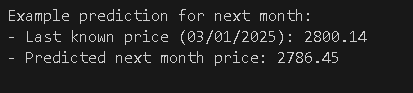 Example prediction for next month:
- Last known price (03/01/2025): 2800.14
- Predicted next month price: 2786.45